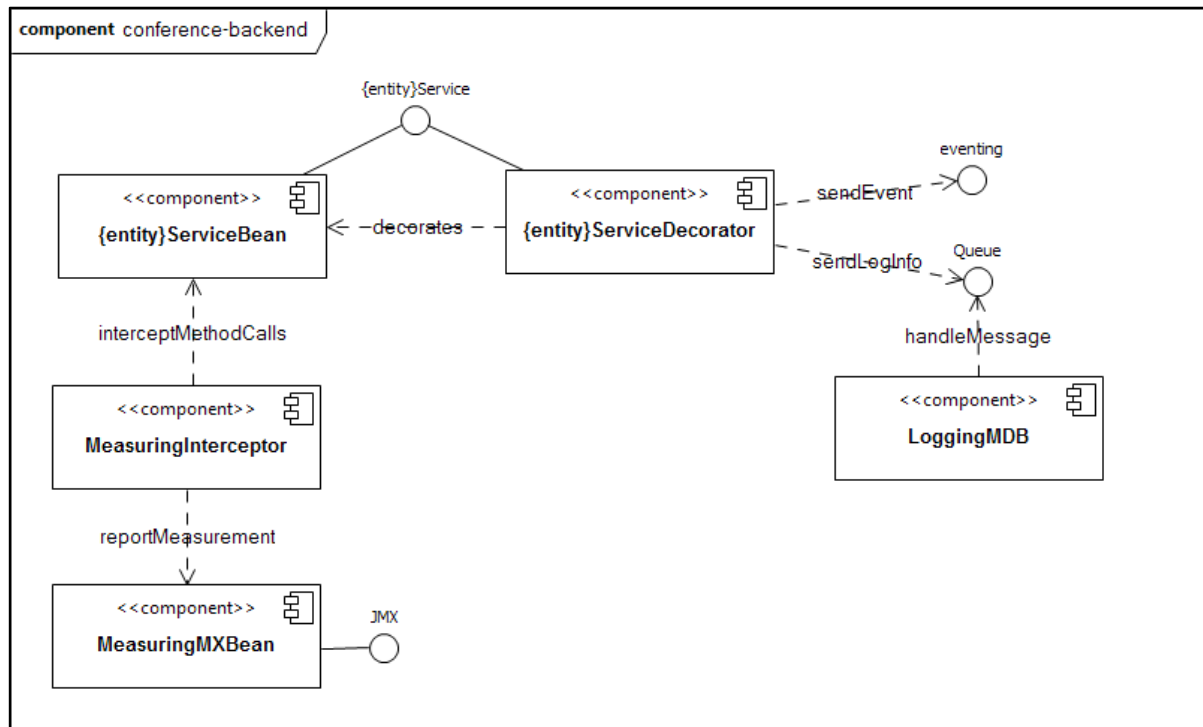 component conference-backend
{entity}Service
eventing
<<component>>
{entity}ServiceBean
decorates
<<component>>
{entity}ServiceDecorator
sendEvent
sendLogInfo
Queue
interceptMethodCalls
handleMessage
<<component>>
MeasuringInterceptor
<<component>>
LoggingMDB
reportMeasurement
<<component>>
MeasuringMXBean
JMX